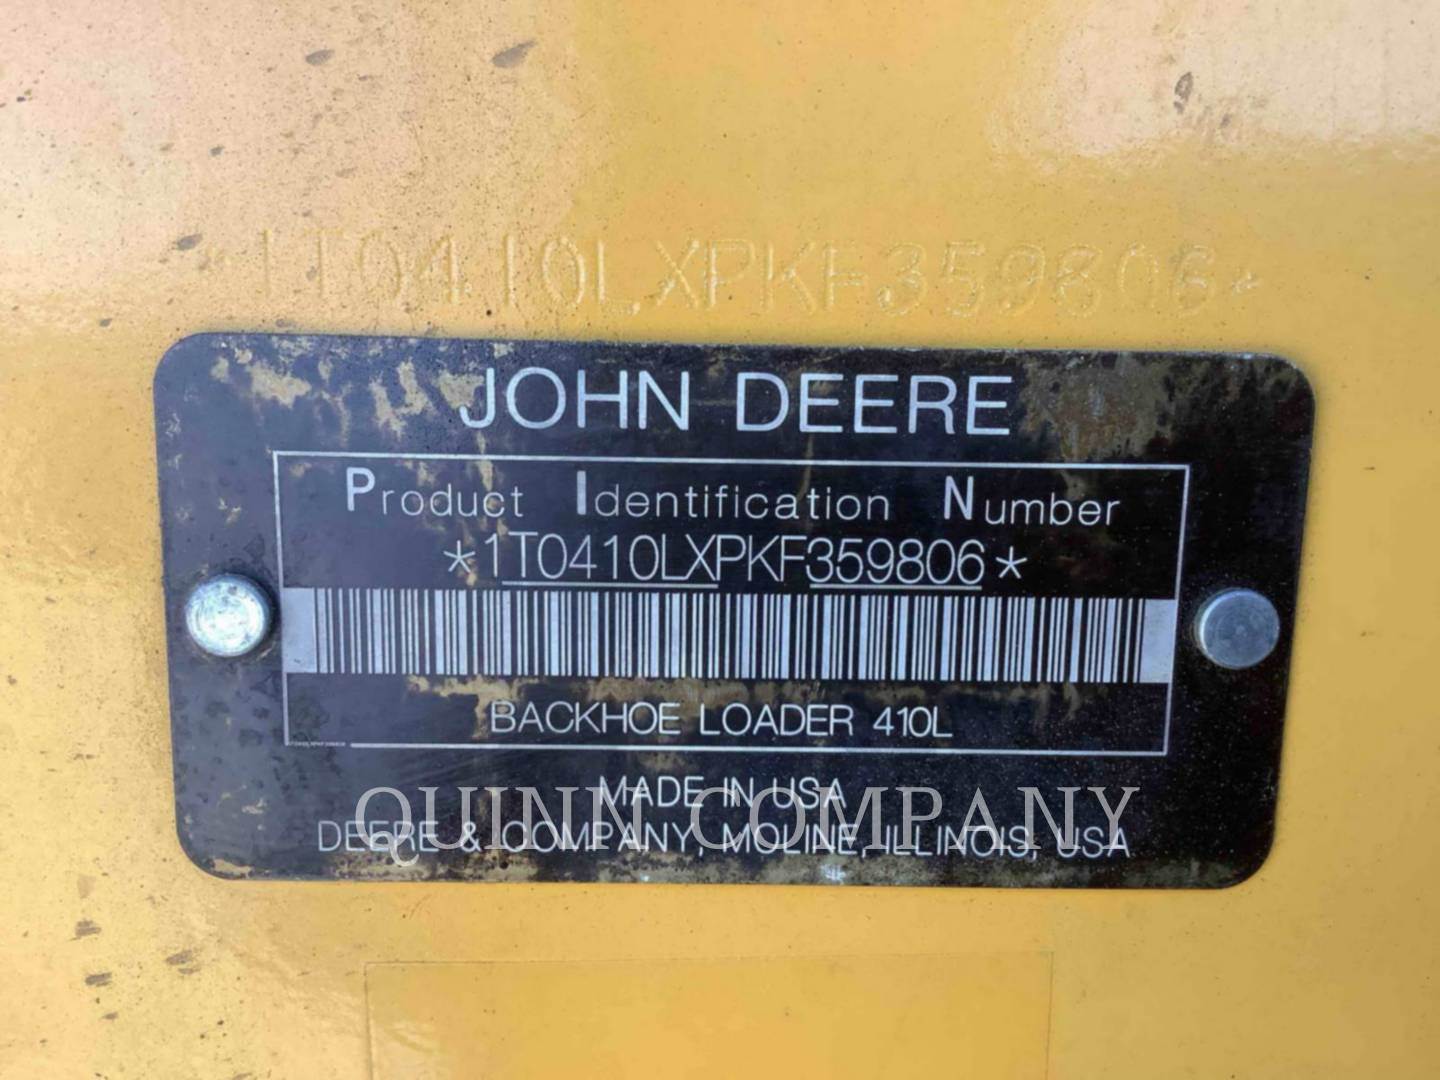 *1T0410LXPKF359806*
JOHN DEERE
Product Identification Number
*1T0410LXPKF359806*
BACKHOE LOADER 410L
MADE IN USA
QUINN COMPANY
DEERE & COMPANY, MOLINE, ILLINOIS, USA